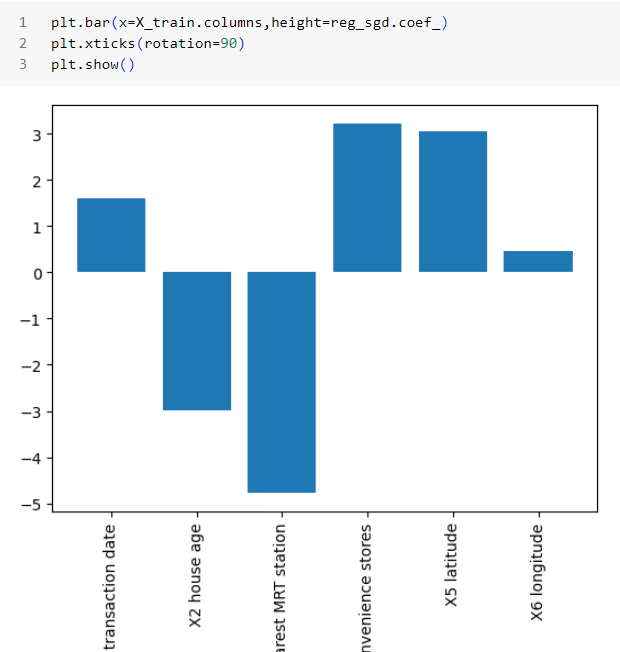 1 plt.bar(x=X_train.columns,height=reg_sgd.coef_)
2 plt.xticks(rotation=90)
3 plt.show()
3
2
1
0
−1
−2
−3
−4
−5
transaction date
X2 house age
arest MRT station
nvenience stores
X5 latitude
X6 longitude